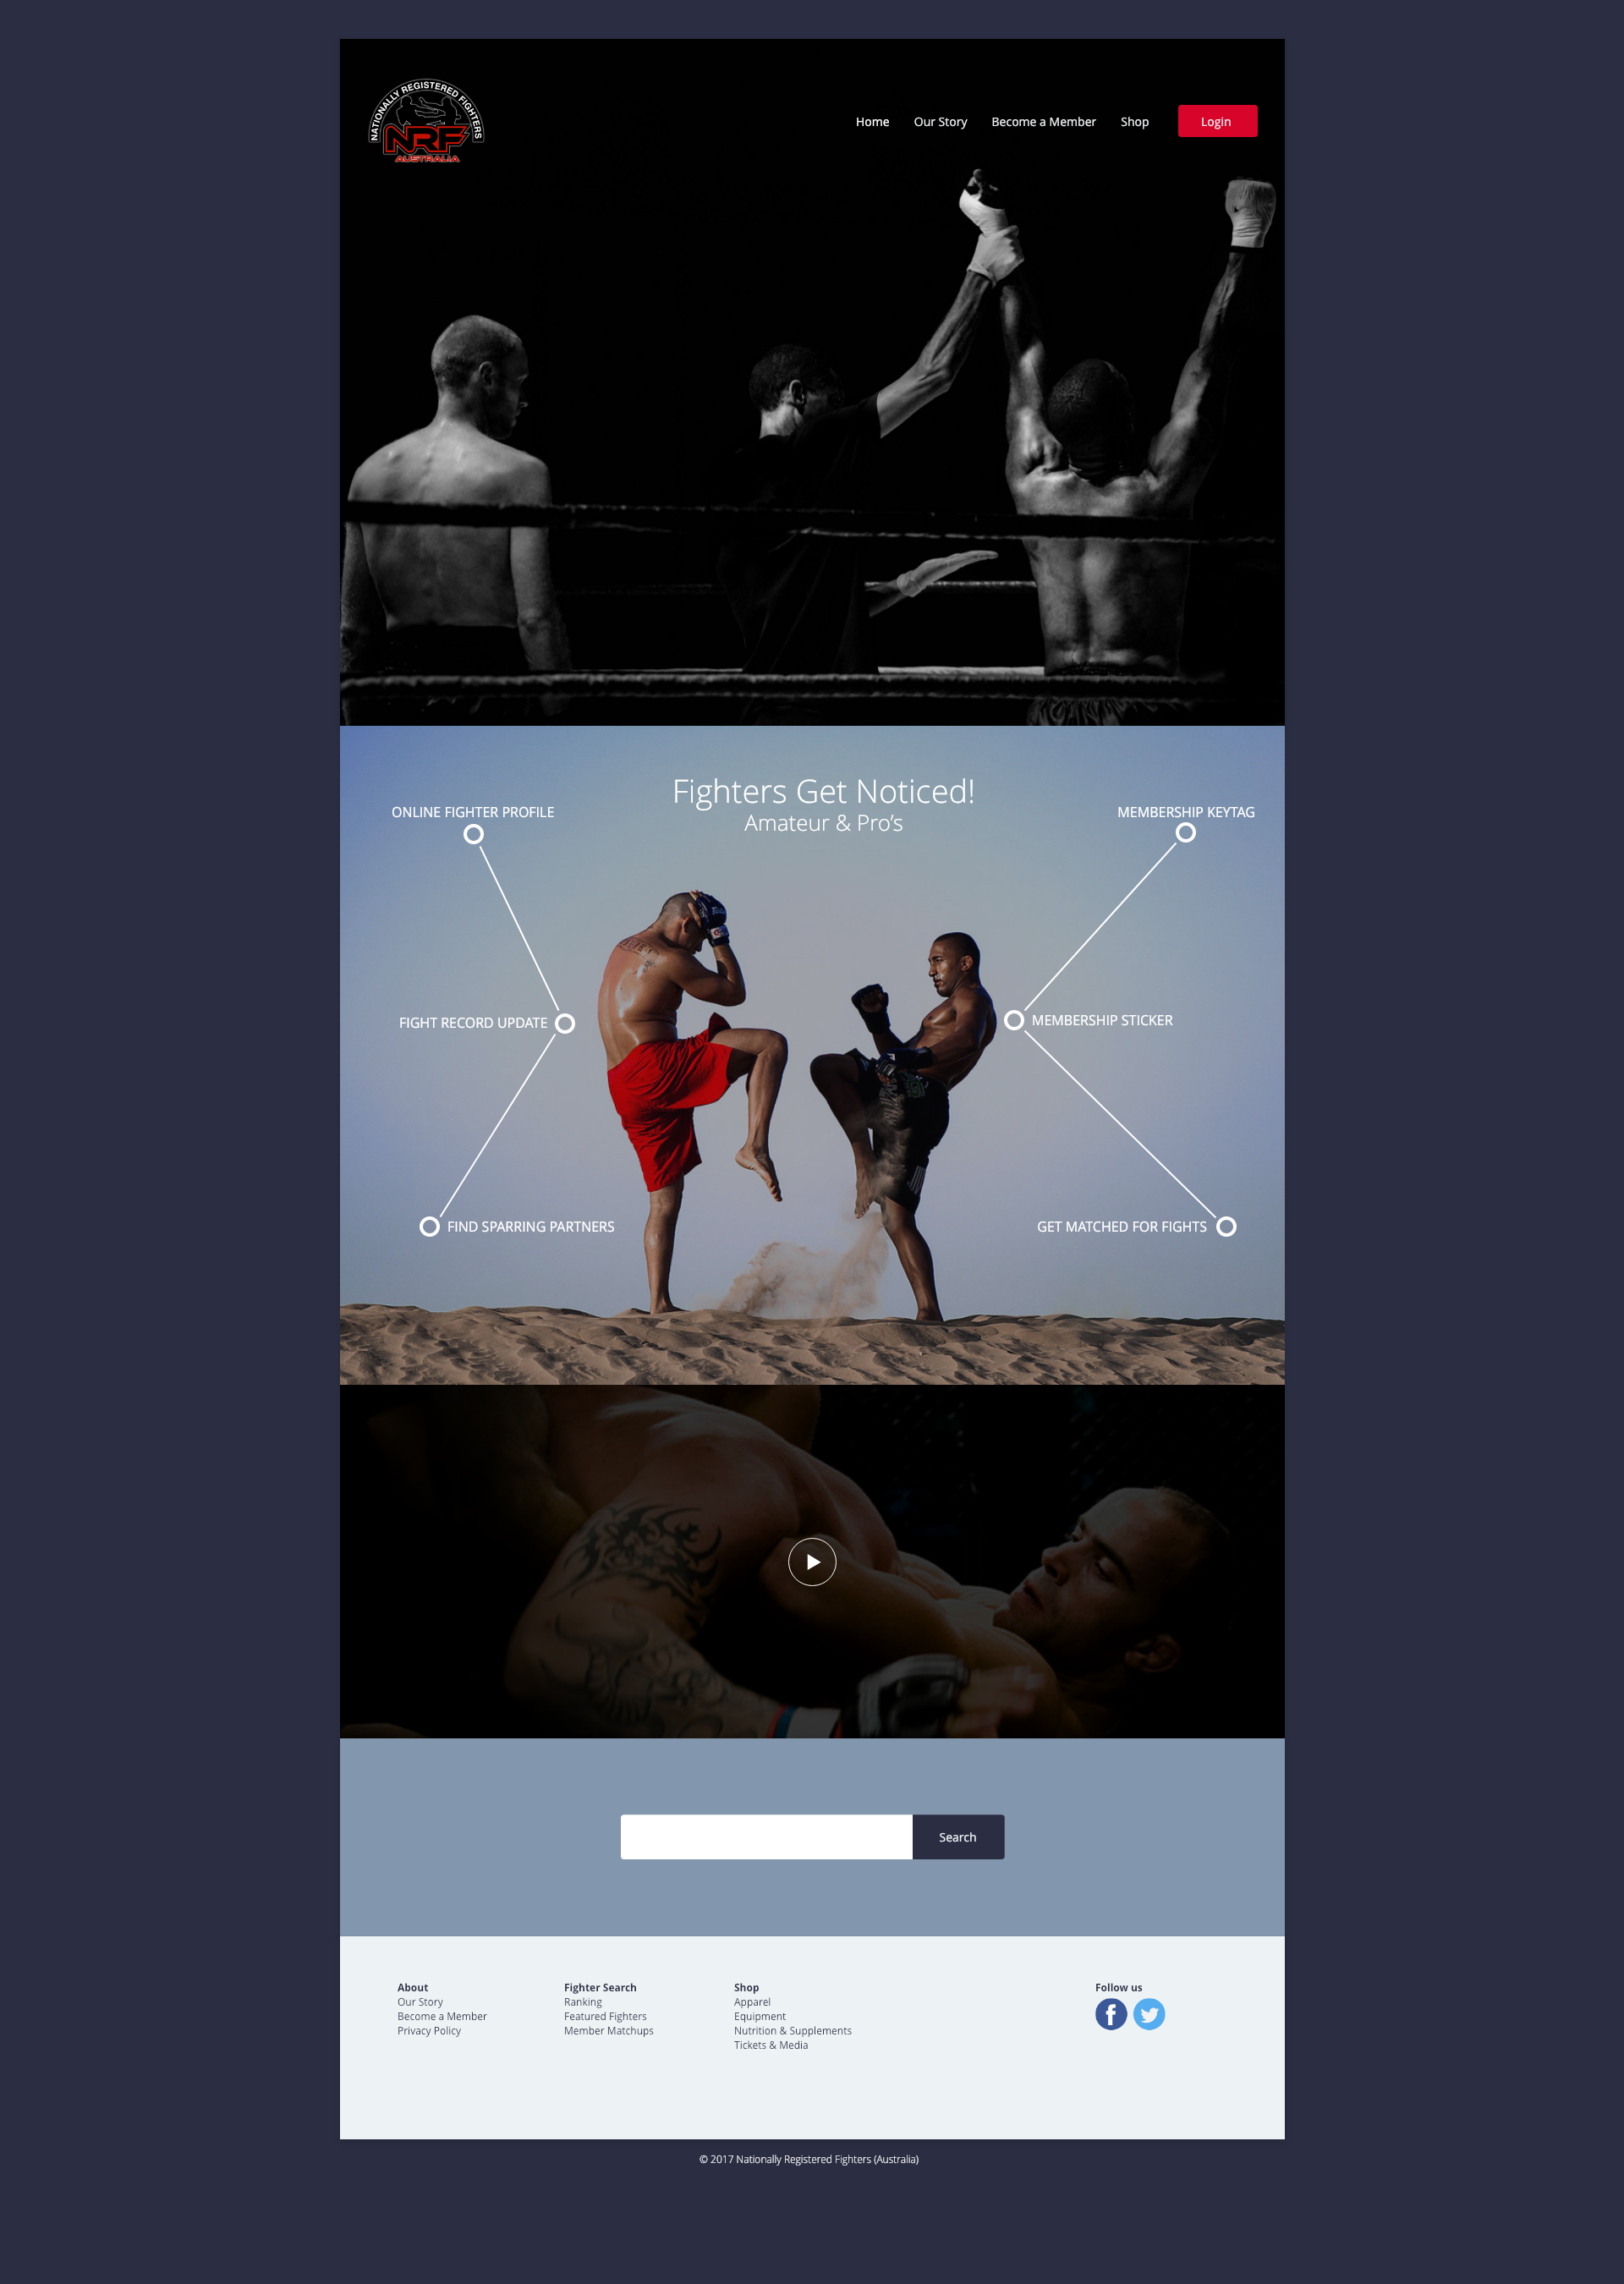 NATIONALLY REGISTERED FIGHTERS
NRF
AUSTRALIA
Home
Our Story
Become a Member
Shop
Login
Fighters Get Noticed!
Amateur & Pro’s
ONLINE FIGHTER PROFILE
MEMBERSHIP KEYTAG
FIGHT RECORD UPDATE
MEMBERSHIP STICKER
FIND SPARRING PARTNERS
GET MATCHED FOR FIGHTS
Search
About
Our Story
Become a Member
Privacy Policy
Fighter Search
Ranking
Featured Fighters
Member Matchups
Shop
Apparel
Equipment
Nutrition & Supplements
Tickets & Media
Follow us
© 2017 Nationally Registered Fighters (Australia)